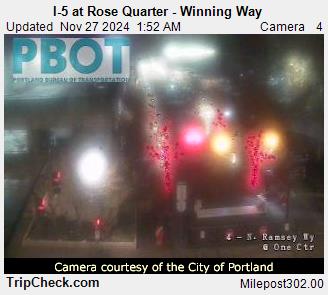 I-5 at Rose Quarter - Winning Way
Updated Nov 27 2024 1:52 AM Camera 4
PBOT
PORTLAND BUREAU OF TRANSPORTATION
4 - N. Ramsey Wy
@ One Ctr
Camera courtesy of the City of Portland
TripCheck.com Milepost302.00